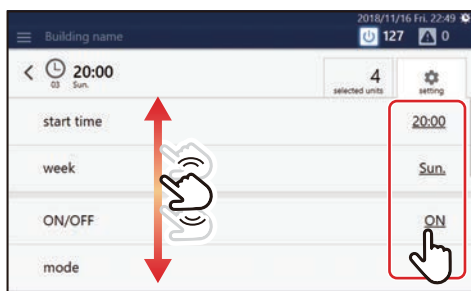 2018/11/16 Fri. 22:49
Building name
127
0
20:00
03 Sun.
4
selected units
setting
start time
20:00
week
Sun.
ON/OFF
ON
mode